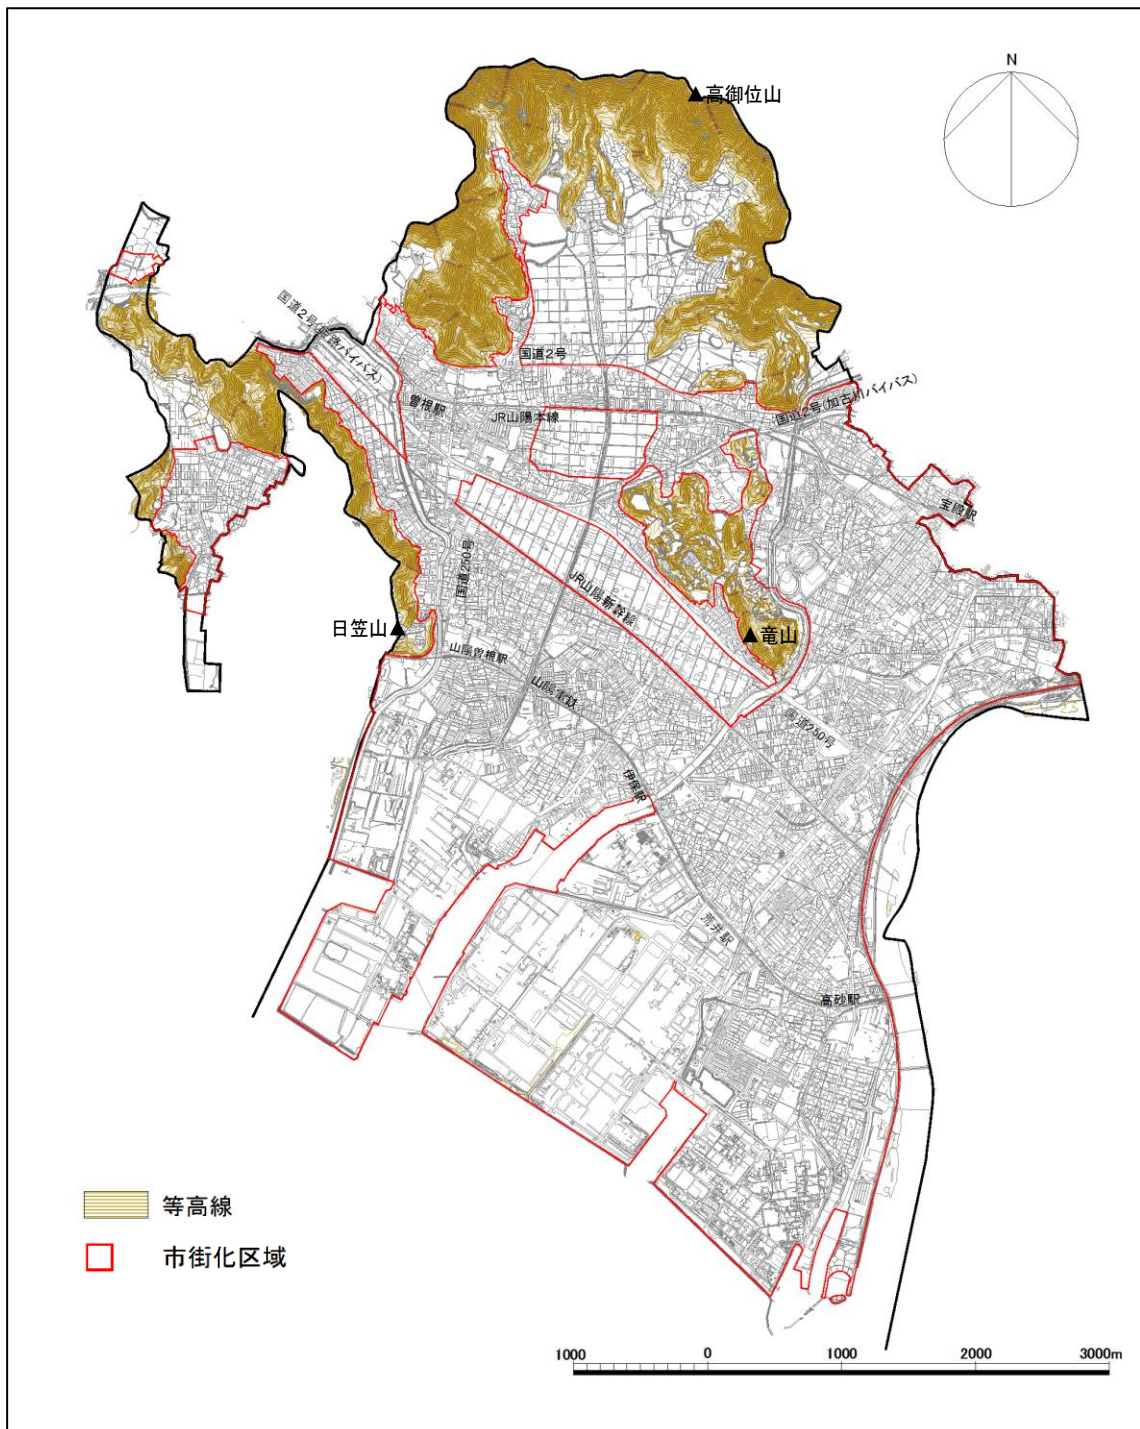 N
▲高御位山
国道2号(姫路バイパス)
国道2号
曽根駅
JR山陽本線
国道2号(加古川バイパス)
宝殿駅
国道250号
JR山陽新幹線
日笠山▲
▲竜山
山陽曽根駅
山陽電鉄
国道250号
伊保駅
荒井駅
高砂駅
等高線
市街化区域
1000 0 1000 2000 3000m